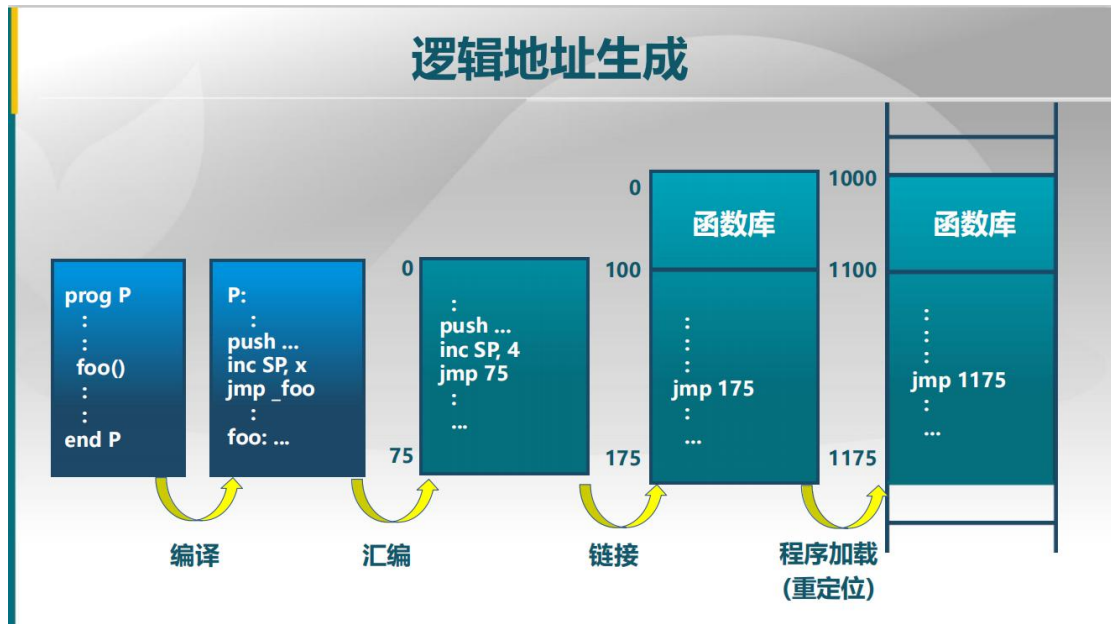 逻辑地址生成
prog P
:
:
foo()
:
:
end P
P:
:
push ...
inc SP, x
jmp _foo
:
foo: ...
0
:
push ...
inc SP, 4
jmp 75
:
...
75
0
函数库
100
:
:
:
:
jmp 175
:
...
175
1000
函数库
1100
:
:
:
:
jmp 1175
:
...
1175
编译
汇编
链接
程序加载
(重定位)